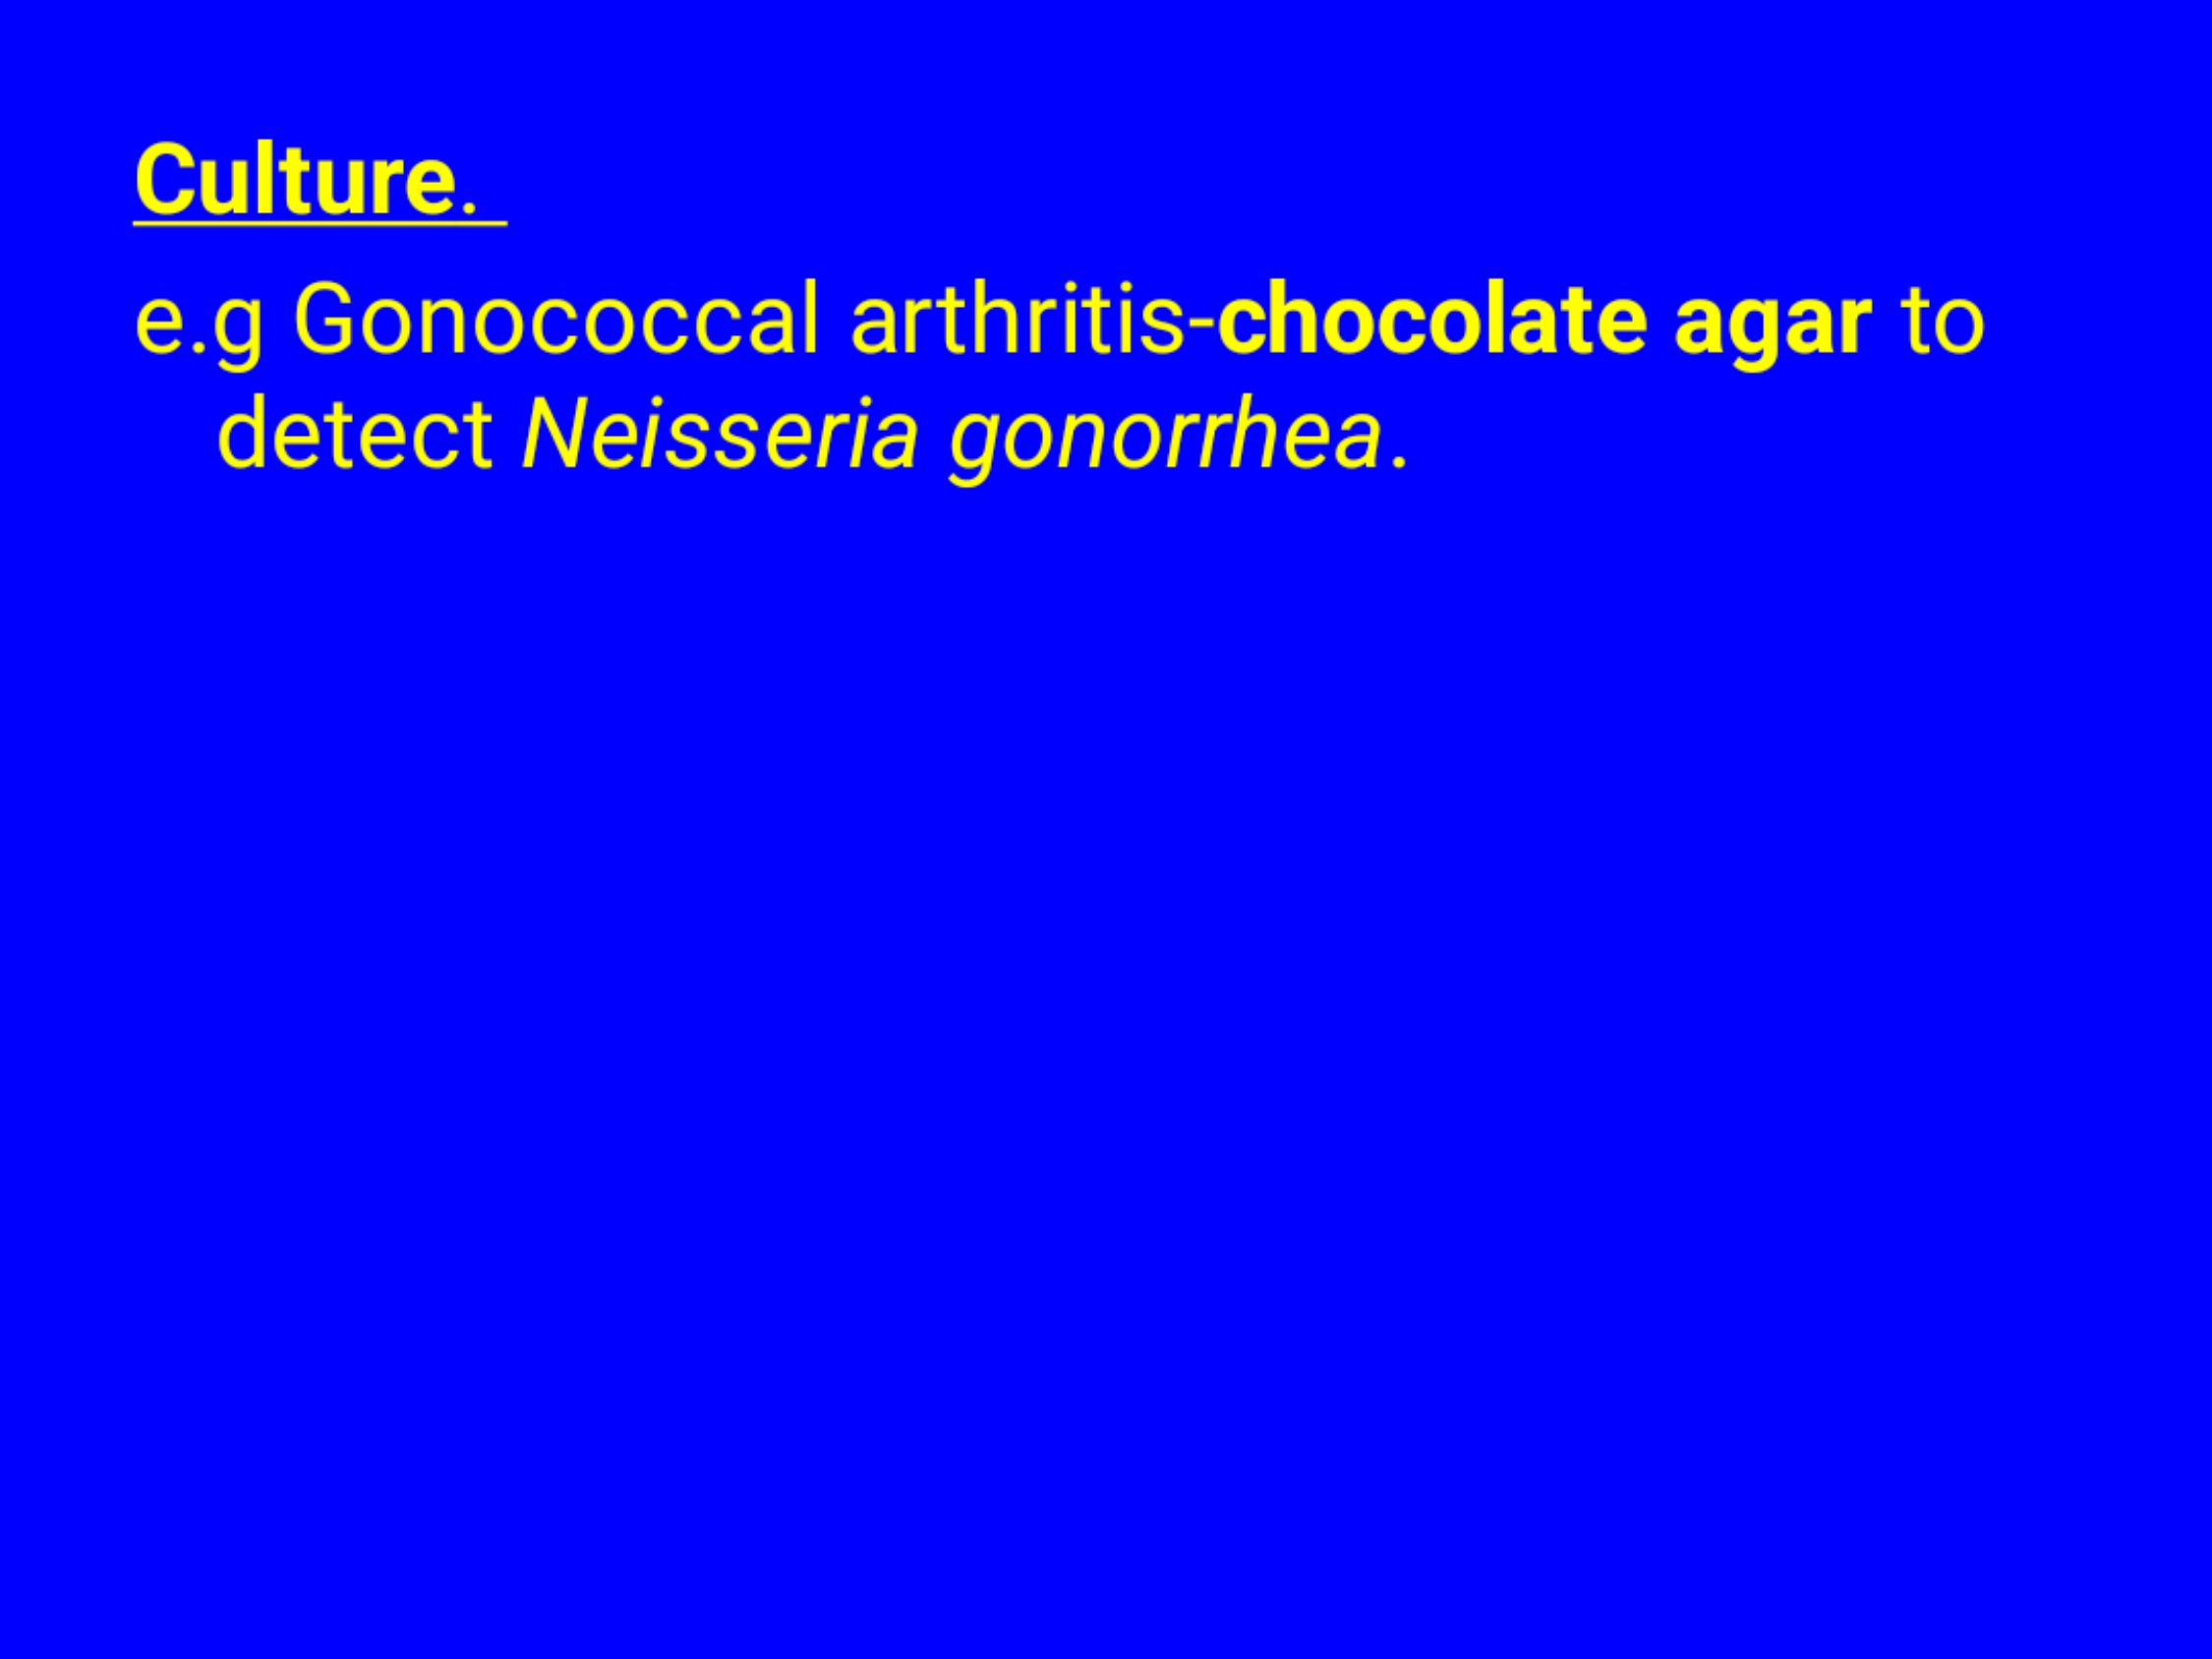 Culture.
e.g Gonococcal arthritis-chocolate agar to
detect Neisseria gonorrhea.